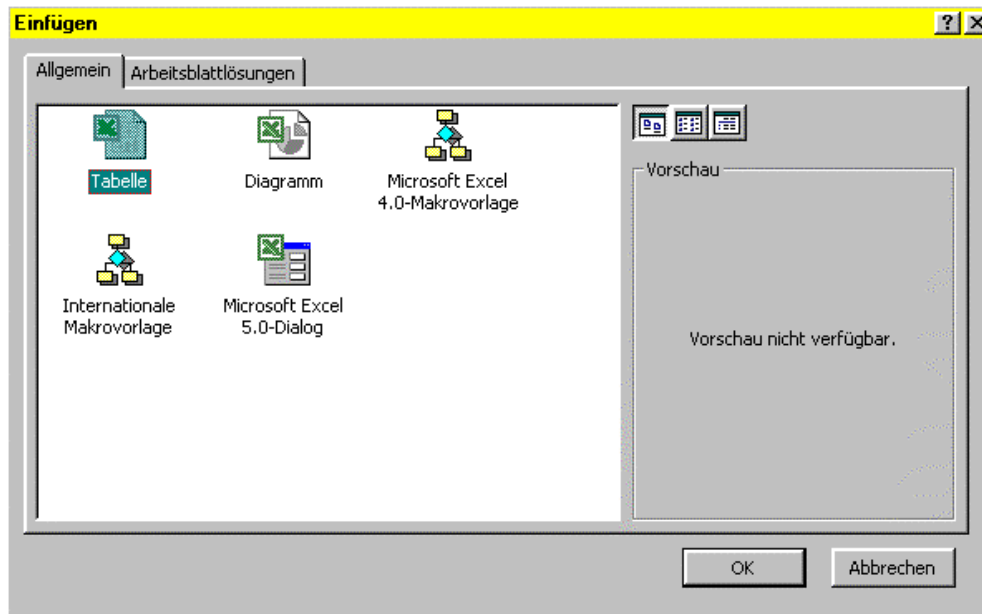 Einfügen
Allgemein
Arbeitsblattlösungen
Tabelle
Diagramm
Microsoft Excel
4.0-Makrovorlage
Internationale
Makrovorlage
Microsoft Excel
5.0-Dialog
Vorschau
Vorschau nicht verfügbar.
OK
Abbrechen